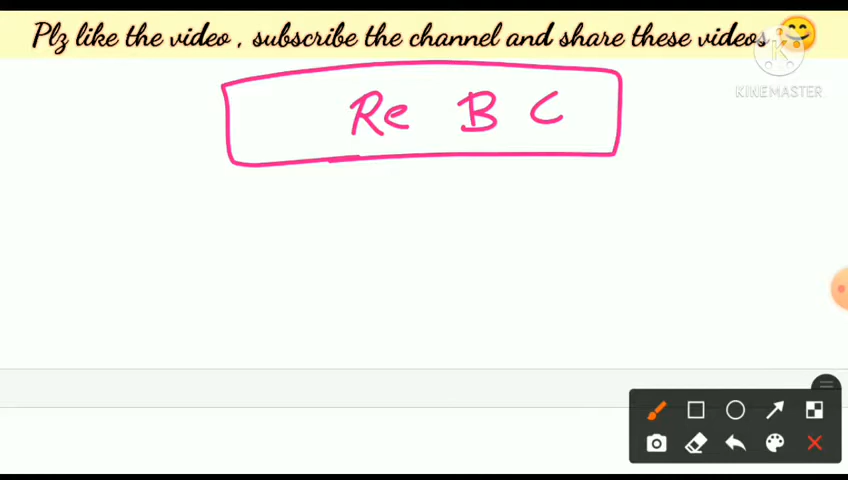 Plz like the video , subscribe the channel and share these videos 😊
KINEMASTER
Re B C